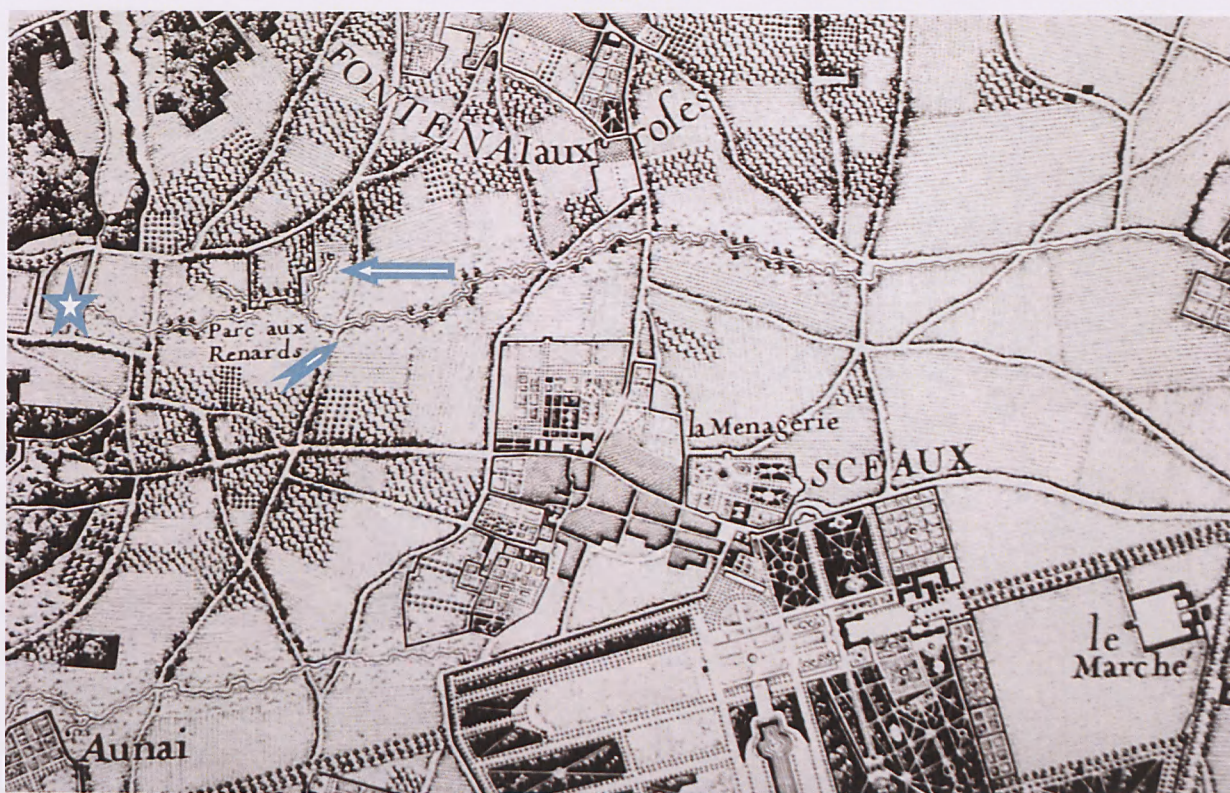 FONTENAI aux roses
Parc aux
Renards
la Menagerie
SCEAUX
le
Marché
Aunai